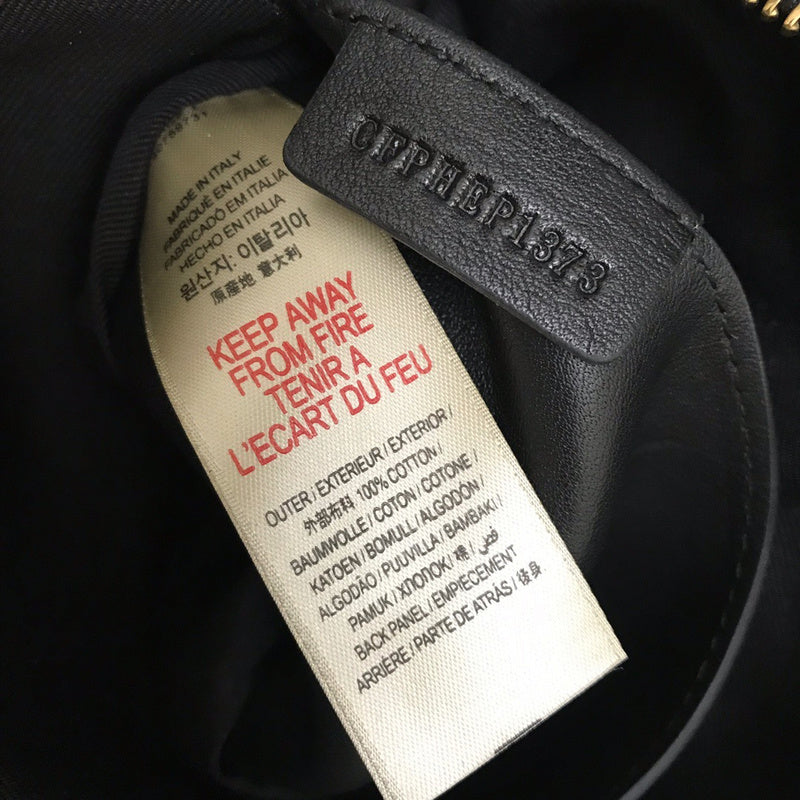 MADE IN ITALY
FABRIQUÉ EN ITALIE
FABRICADO EM ITALIA
HECHO EN ITALIA
원산지: 이탈리아
原産地 意大利
KEEP AWAY
FROM FIRE
TENIR A
L'ECART DU FEU
OUTER / EXTERIEUR / EXTERIOR /
外部布料 100% COTTON /
BAUMWOLLE / COTON / COTONE /
KATOEN / BOMULL / ALGODON /
ALGODÃO / PUUVILLA / BAMBAKI /
PAMUK / ΧΛΟΠΟΚ / 棉 / قطن /
BACK PANEL / EMPIECEMENT
ARRIÈRE / PARTE DE ATRÁS / 後身
CFPHEP1373